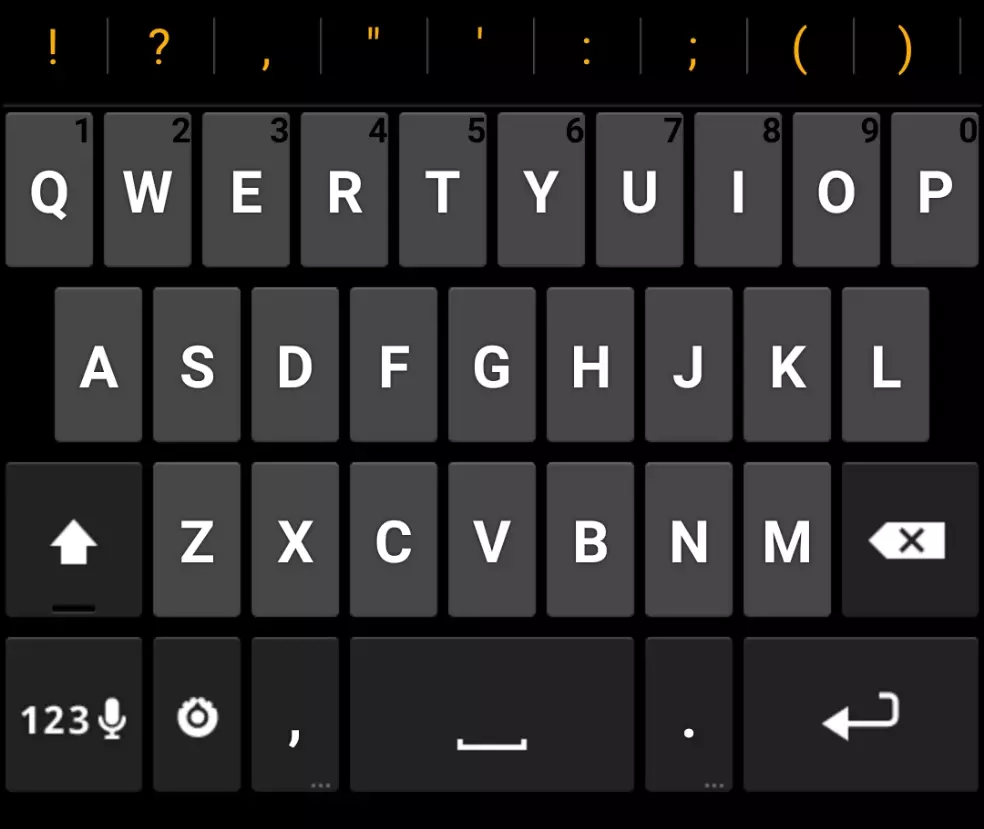 ! ? , " ' : ; ( )
1 2 3 4 5 6 7 8 9 0
Q W E R T Y U I O P
A S D F G H J K L
Z X C V B N M
123 , .